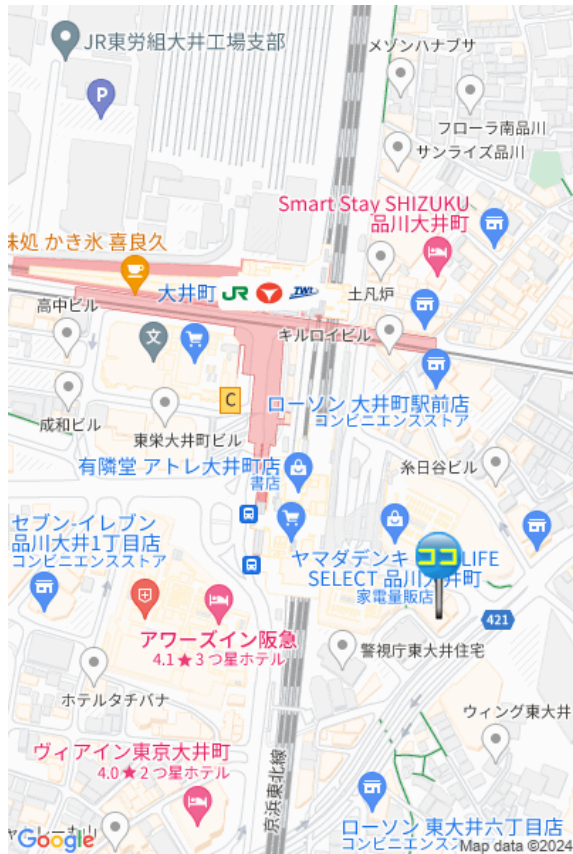 JR東労組大井工場支部
メゾンハナブサ
P
フローラ南品川
サンライズ品川
Smart Stay SHIZUKU
品川大井町
味処 かき氷 喜良久
大井町 JR TWR
高中ビル
土凡炉
キルロイビル
文
C
成和ビル
東栄大井町ビル
ローソン 大井町駅前店
コンビニエンスストア
有隣堂 アトレ大井町店
書店
糸日谷ビル
セブン-イレブン
品川大井1丁目店
コンビニエンスストア
ココ
ヤマダデンキ LIFE
SELECT 品川大井町
家電量販店
421
アワーズイン阪急
4.1★3つ星ホテル
警視庁東大井住宅
ホテルタチバナ
ウィング東大井
ヴィアイン東京大井町
4.0★2つ星ホテル
京浜東北線
ローソン 東大井六丁目店
Google
Map data ©2024